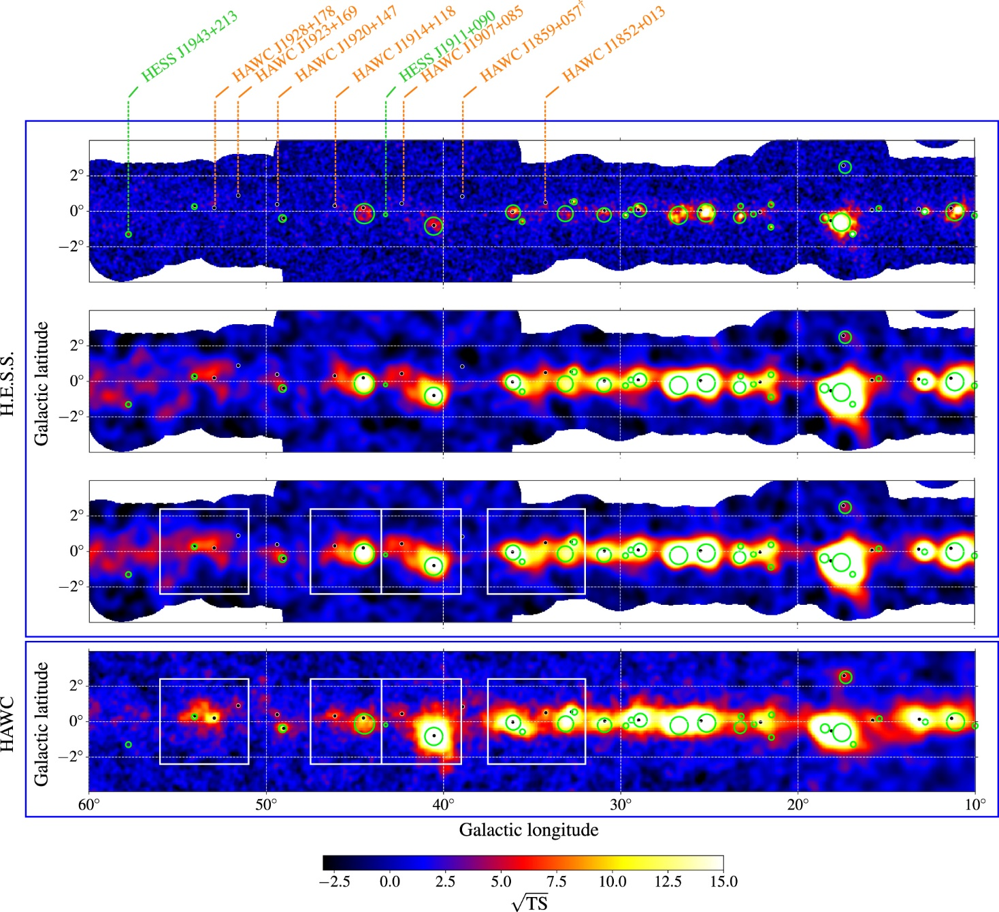 HESS J1943+213
HAWC J1928+178
HAWC J1923+169
HAWC J1920+147
HAWC J1914+118
HESS J1911+090
HAWC J1907+085
HAWC J1859+057†
HAWC J1852+013
2°
0°
−2°
H.E.S.S.
Galactic latitude
2°
0°
−2°
2°
0°
−2°
HAWC
Galactic latitude
2°
0°
−2°
60° 50° 40° 30° 20° 10°
Galactic longitude
−2.5 0.0 2.5 5.0 7.5 10.0 12.5 15.0
√TS